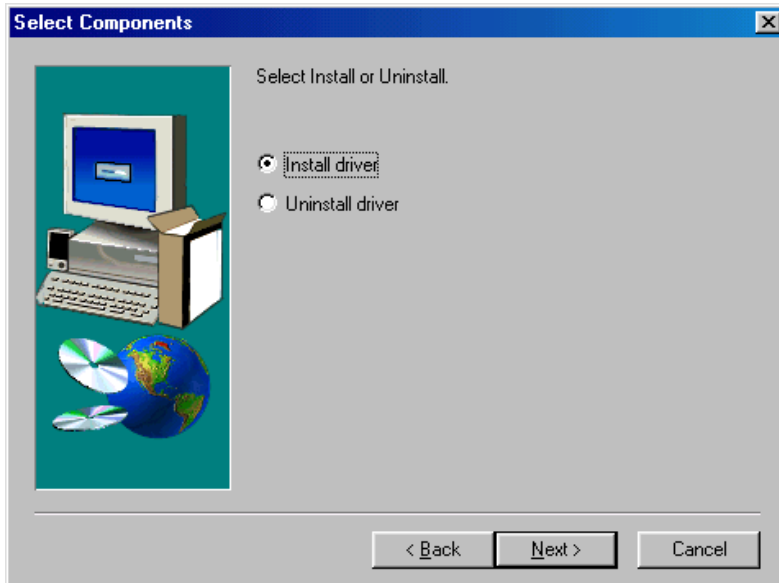 Select Components
Select Install or Uninstall.
Install driver
Uninstall driver
< Back
Next >
Cancel